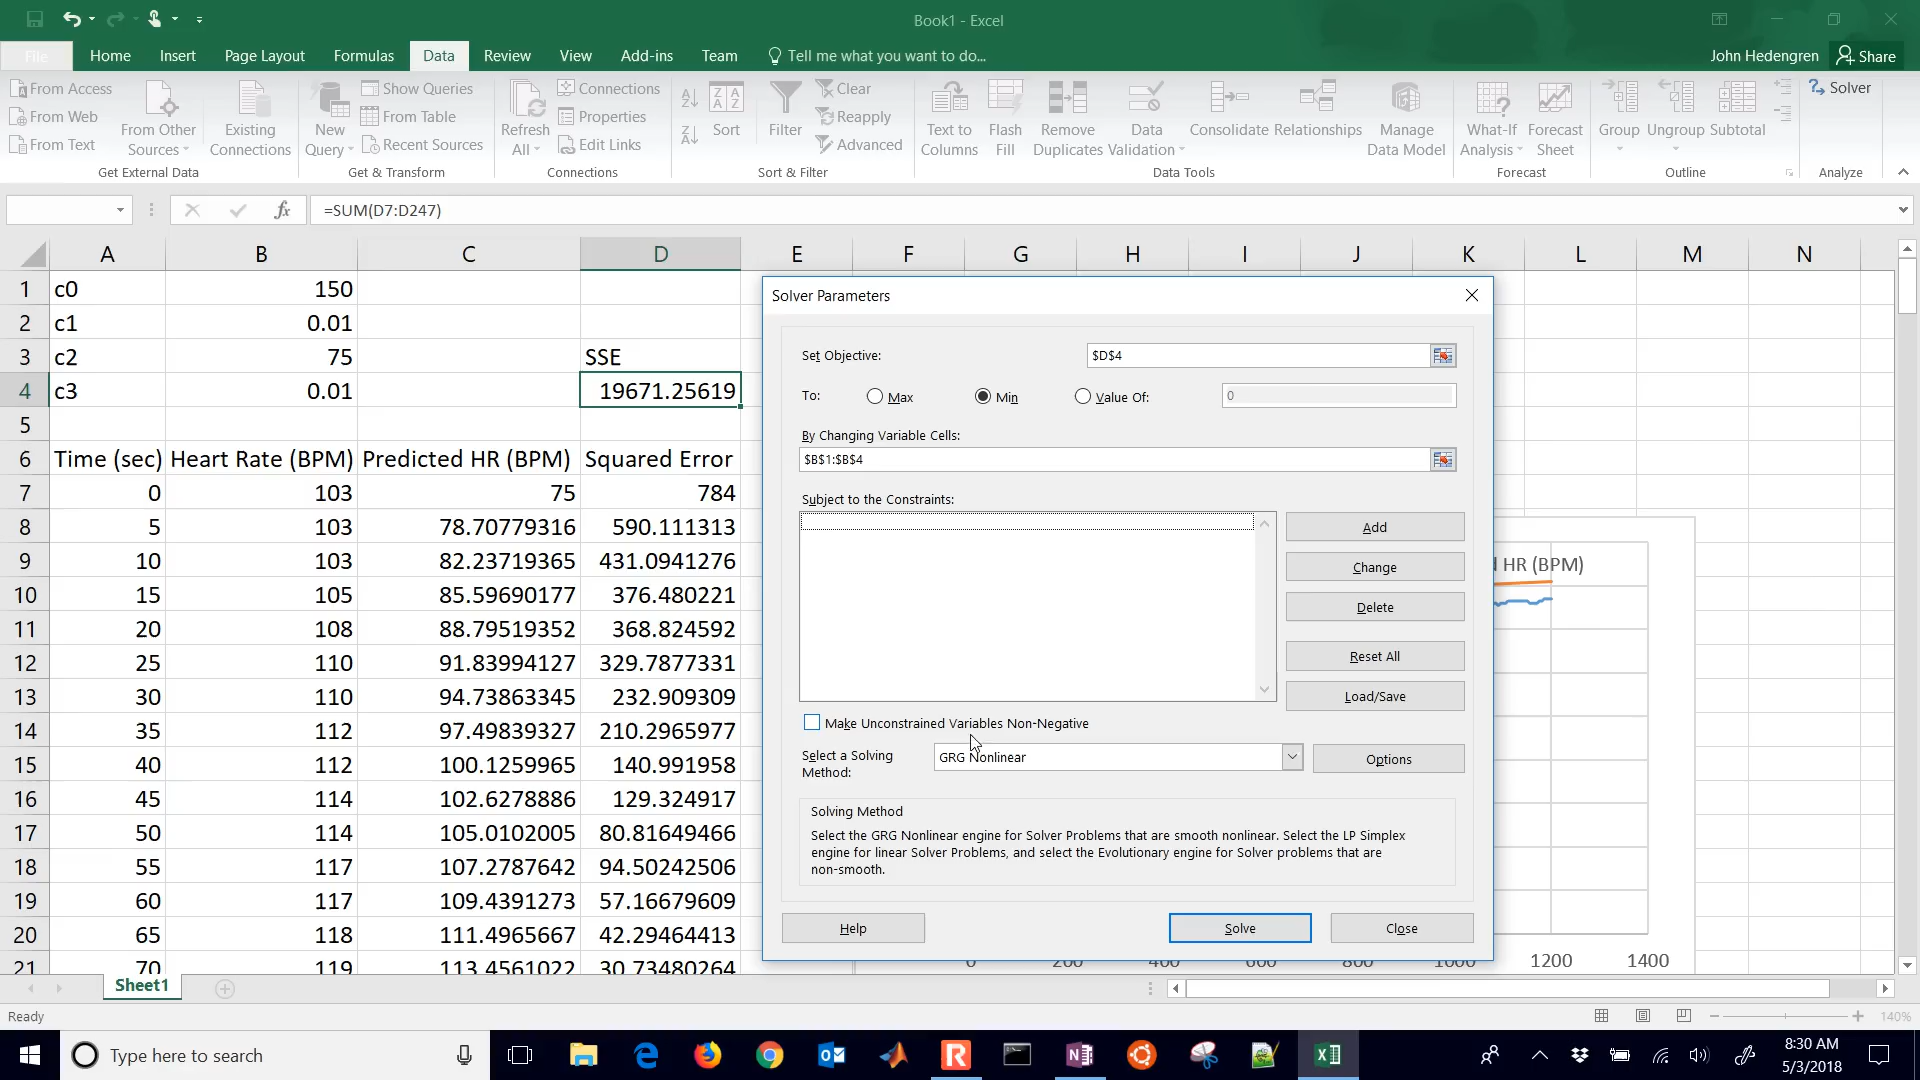 Book1 - Excel
File Home Insert Page Layout Formulas Data Review View Add-ins Team Tell me what you want to do... John Hedengren Share
From Access
From Web
From Text
From Other Sources
Existing Connections
New Query
Show Queries
From Table
Recent Sources
Refresh All
Connections
Properties
Edit Links
Sort
Filter
Clear
Reapply
Advanced
Text to Columns
Flash Fill
Remove Duplicates
Data Validation
Consolidate
Relationships
Manage Data Model
What-If Analysis
Forecast Sheet
Group
Ungroup
Subtotal
Solver
Get External Data Get & Transform Connections Sort & Filter Data Tools Forecast Outline Analyze
fx =SUM(D7:D247)
A B C D E F G H I J K L M N
1 c0 150
2 c1 0.01
3 c2 75 SSE
4 c3 0.01 19671.25619
5
6 Time (sec) Heart Rate (BPM) Predicted HR (BPM) Squared Error
7 0 103 75 784
8 5 103 78.70779316 590.111313
9 10 103 82.23719365 431.0941276
10 15 105 85.59690177 376.480221
11 20 108 88.79519352 368.824592
12 25 110 91.83994127 329.7877331
13 30 110 94.73863345 232.909309
14 35 112 97.49839327 210.2965977
15 40 112 100.1259965 140.991958
16 45 114 102.6278886 129.324917
17 50 114 105.0102005 80.81649466
18 55 117 107.2787642 94.50242506
19 60 117 109.4391273 57.16679609
20 65 118 111.4965667 42.29464413
21 70 119 113.4561022 30.73480264
Solver Parameters
Set Objective: $D$4
To: Max Min Value Of: 0
By Changing Variable Cells:
$B$1:$B$4
Subject to the Constraints:
Add
Change
Delete
Reset All
Load/Save
Make Unconstrained Variables Non-Negative
Select a Solving Method: GRG Nonlinear Options
Solving Method
Select the GRG Nonlinear engine for Solver Problems that are smooth nonlinear. Select the LP Simplex
engine for linear Solver Problems, and select the Evolutionary engine for Solver problems that are
non-smooth.
Help Solve Close
HR (BPM)
0 200 400 600 800 1000 1200 1400
Sheet1
Ready 140%
Type here to search
8:30 AM
5/3/2018